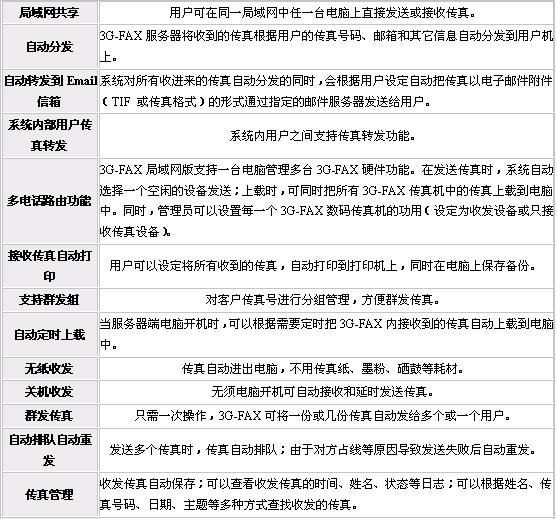 局域网共享
用户可在同一局域网中任一台电脑上直接发送或接收传真。
自动分发
3G-FAX 服务器将收到的传真根据用户的传真号码、邮箱和其它信息自动分发到用户机
上。
自动转发到 Email
信箱
系统对所有收进来的传真自动分发的同时，会根据用户设定自动把传真以电子邮件附件
（TIF 或传真格式）的形式通过指定的邮件服务器发送给用户。
系统内部用户传
真转发
系统内用户之间支持传真转发功能。
多电话路由功能
3G-FAX 局域网版支持一台电脑管理多台 3G-FAX 硬件功能。在发送传真时，系统自动
选择一个空闲的设备发送；上载时，可同时把所有 3G-FAX 传真机中的传真上载到电脑
中。同时，管理员可以设置每一个 3G-FAX 数码传真机的功用（设定为收发设备或只接
收传真设备）。
接收传真自动打
印
用户可以设定将所有收到的传真，自动打印到打印机上，同时在电脑上保存备份。
支持群发组
对客户传真号进行分组管理，方便群发传真。
自动定时上载
当服务器端电脑开机时，可以根据需要定时把 3G-FAX 内接收到的传真自动上载到电脑
中。
无纸收发
传真自动进出电脑，不用传真纸、墨粉、硒鼓等耗材。
关机收发
无须电脑开机可自动接收和延时发送传真。
群发传真
只需一次操作，3G-FAX 可将一份或几份传真自动发给多个或一个用户。
自动排队自动重
发
发送多个传真时，传真自动排队；由于对方占线等原因导致发送失败后自动重发。
传真管理
收发传真自动保存；可以查看收发传真的时间、姓名、状态等日志；可以根据姓名、传
真号码、日期、主题等多种方式查找收发的传真。